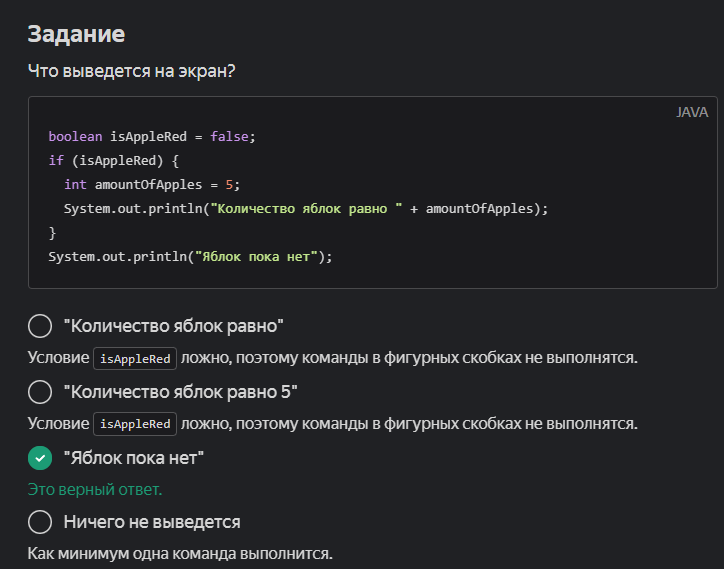 Задание
Что выведется на экран?
JAVA
boolean isAppleRed = false;
if (isAppleRed) {
  int amountOfApples = 5;
  System.out.println("Количество яблок равно " + amountOfApples);
}
System.out.println("Яблок пока нет");
"Количество яблок равно"
Условие isAppleRed ложно, поэтому команды в фигурных скобках не выполнятся.
"Количество яблок равно 5"
Условие isAppleRed ложно, поэтому команды в фигурных скобках не выполнятся.
"Яблок пока нет"
Это верный ответ.
Ничего не выведется
Как минимум одна команда выполнится.